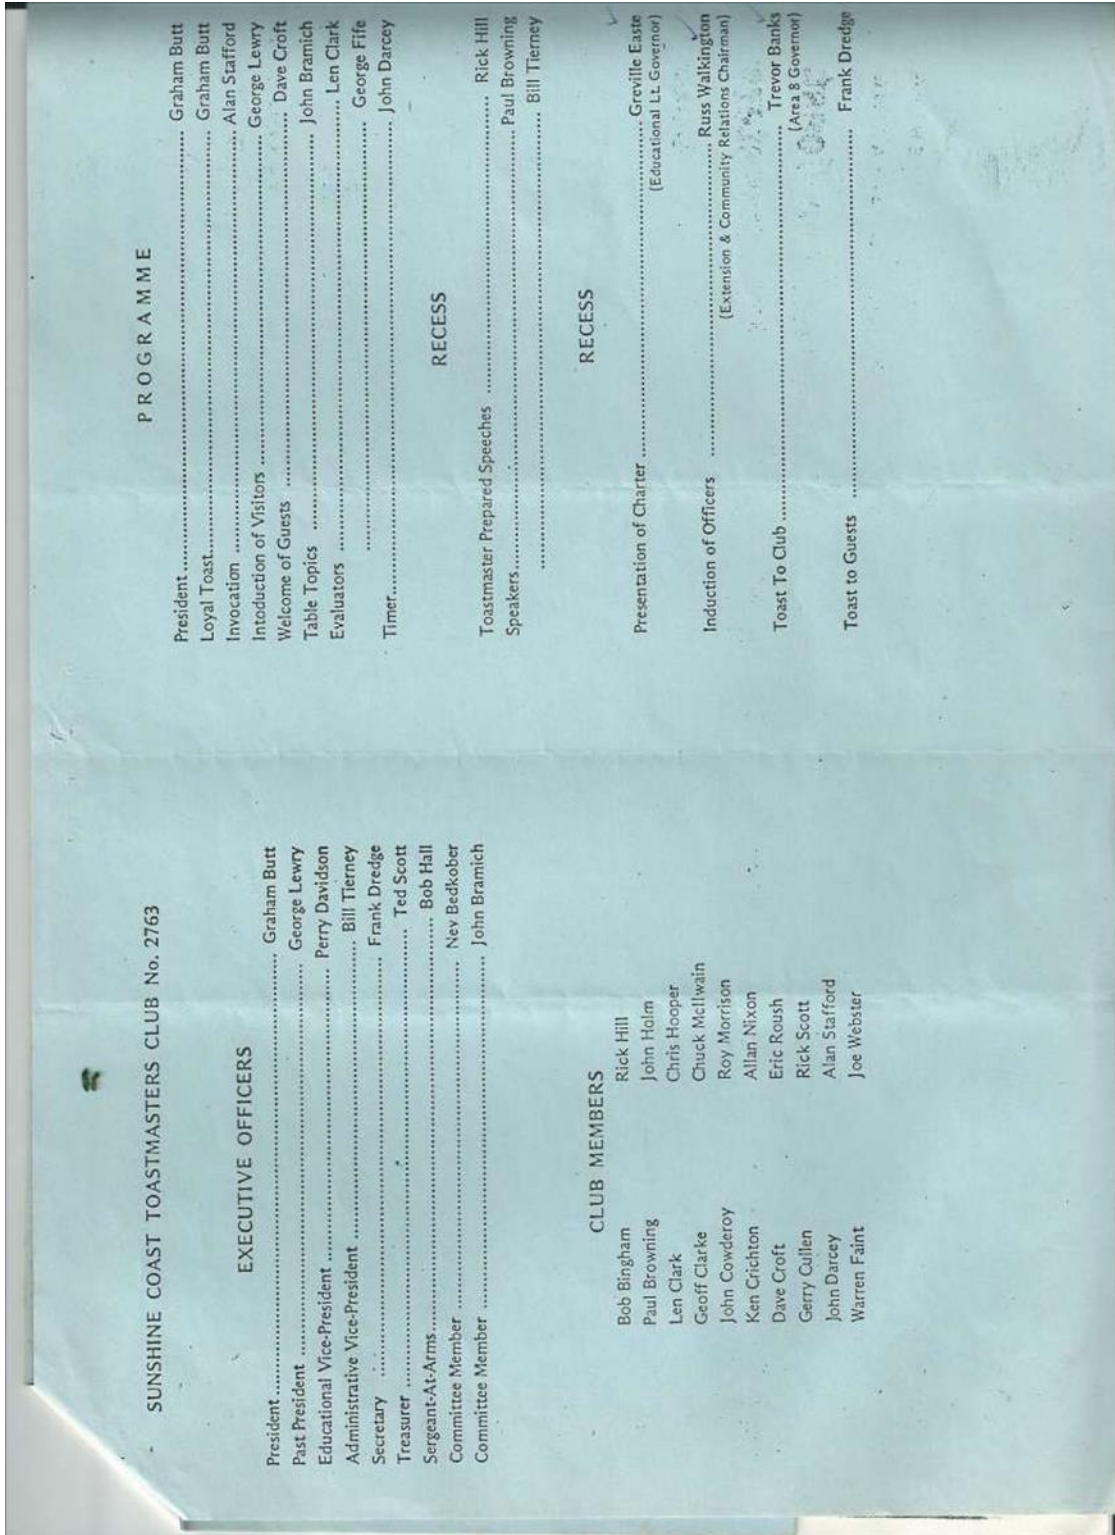 SUNSHINE COAST TOASTMASTERS CLUB No. 2763
EXECUTIVE OFFICERS
President ........ Graham Butt
Past President ........ George Lewry
Educational Vice-President ........ Perry Davidson
Administrative Vice-President ........ Bill Tierney
Secretary ........ Frank Dredge
Treasurer ........ Ted Scott
Sergeant-At-Arms ........ Bob Hall
Committee Member ........ Nev Bedkober
Committee Member ........ John Bramich
CLUB MEMBERS
Bob Bingham Rick Hill
Paul Browning John Holm
Len Clark Chris Hooper
Geoff Clarke Chuck McIlwain
John Cowderoy Roy Morrison
Ken Crichton Allan Nixon
Dave Croft Eric Roush
Gerry Cullen Rick Scott
John Darcey Alan Stafford
Warren Faint Joe Webster
PROGRAMME
President ........ Graham Butt
Loyal Toast ........ Graham Butt
Invocation ........ Alan Stafford
Intoduction of Visitors ........ George Lewry
Welcome of Guests ........ Dave Croft
Table Topics ........ John Bramich
Evaluators ........ Len Clark
........ George Fife
Timer ........ John Darcey
RECESS
Toastmaster Prepared Speeches ........ Rick Hill
Speakers ........ Paul Browning
........ Bill Tierney
RECESS
Presentation of Charter ........ Greville Easte
(Educational Lt. Governor)
Induction of Officers ........ Russ Walkington
(Extension & Community Relations Chairman)
Toast To Club ........ Trevor Banks
(Area 8 Governor)
Toast to Guests ........ Frank Dredge